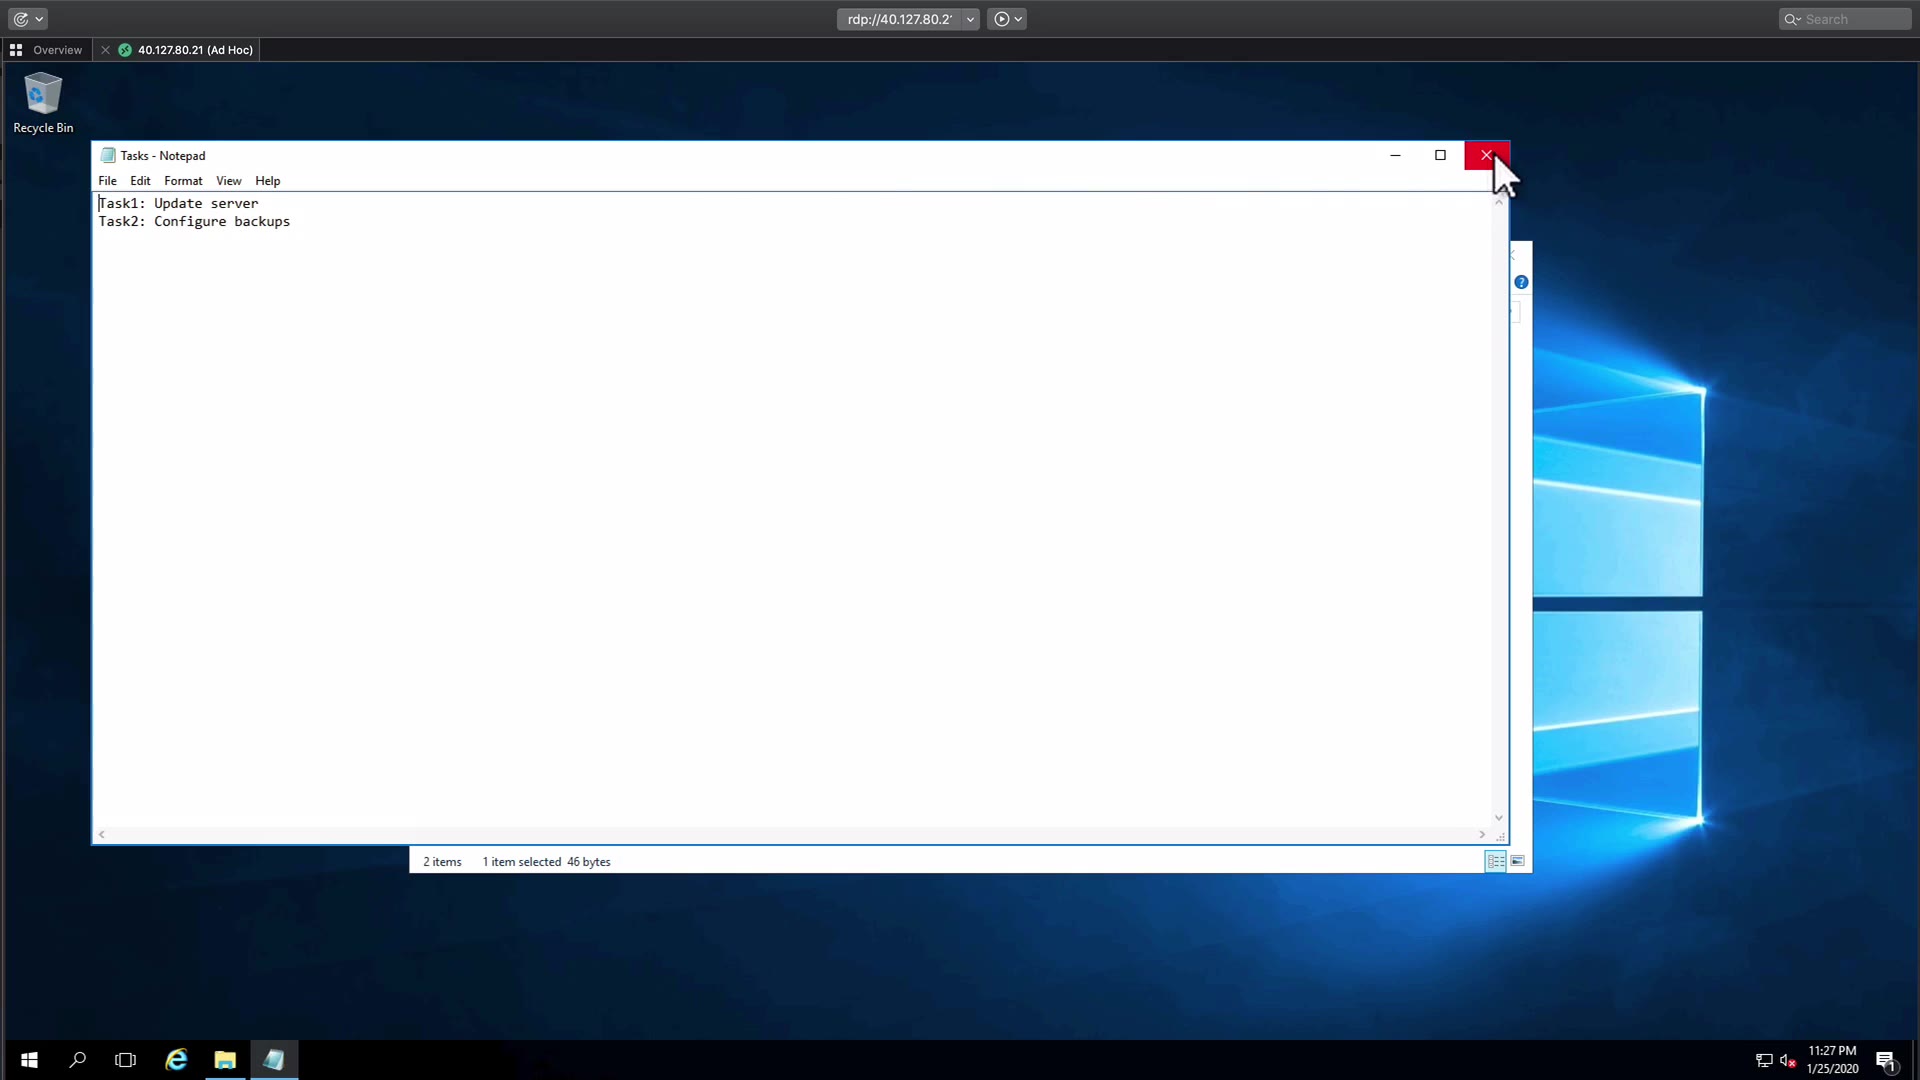 rdp://40.127.80.2
Search
Overview
40.127.80.21 (Ad Hoc)
Recycle Bin
Tasks - Notepad
File Edit Format View Help
Task1: Update server
Task2: Configure backups
2 items 1 item selected 46 bytes
11:27 PM
1/25/2020
1